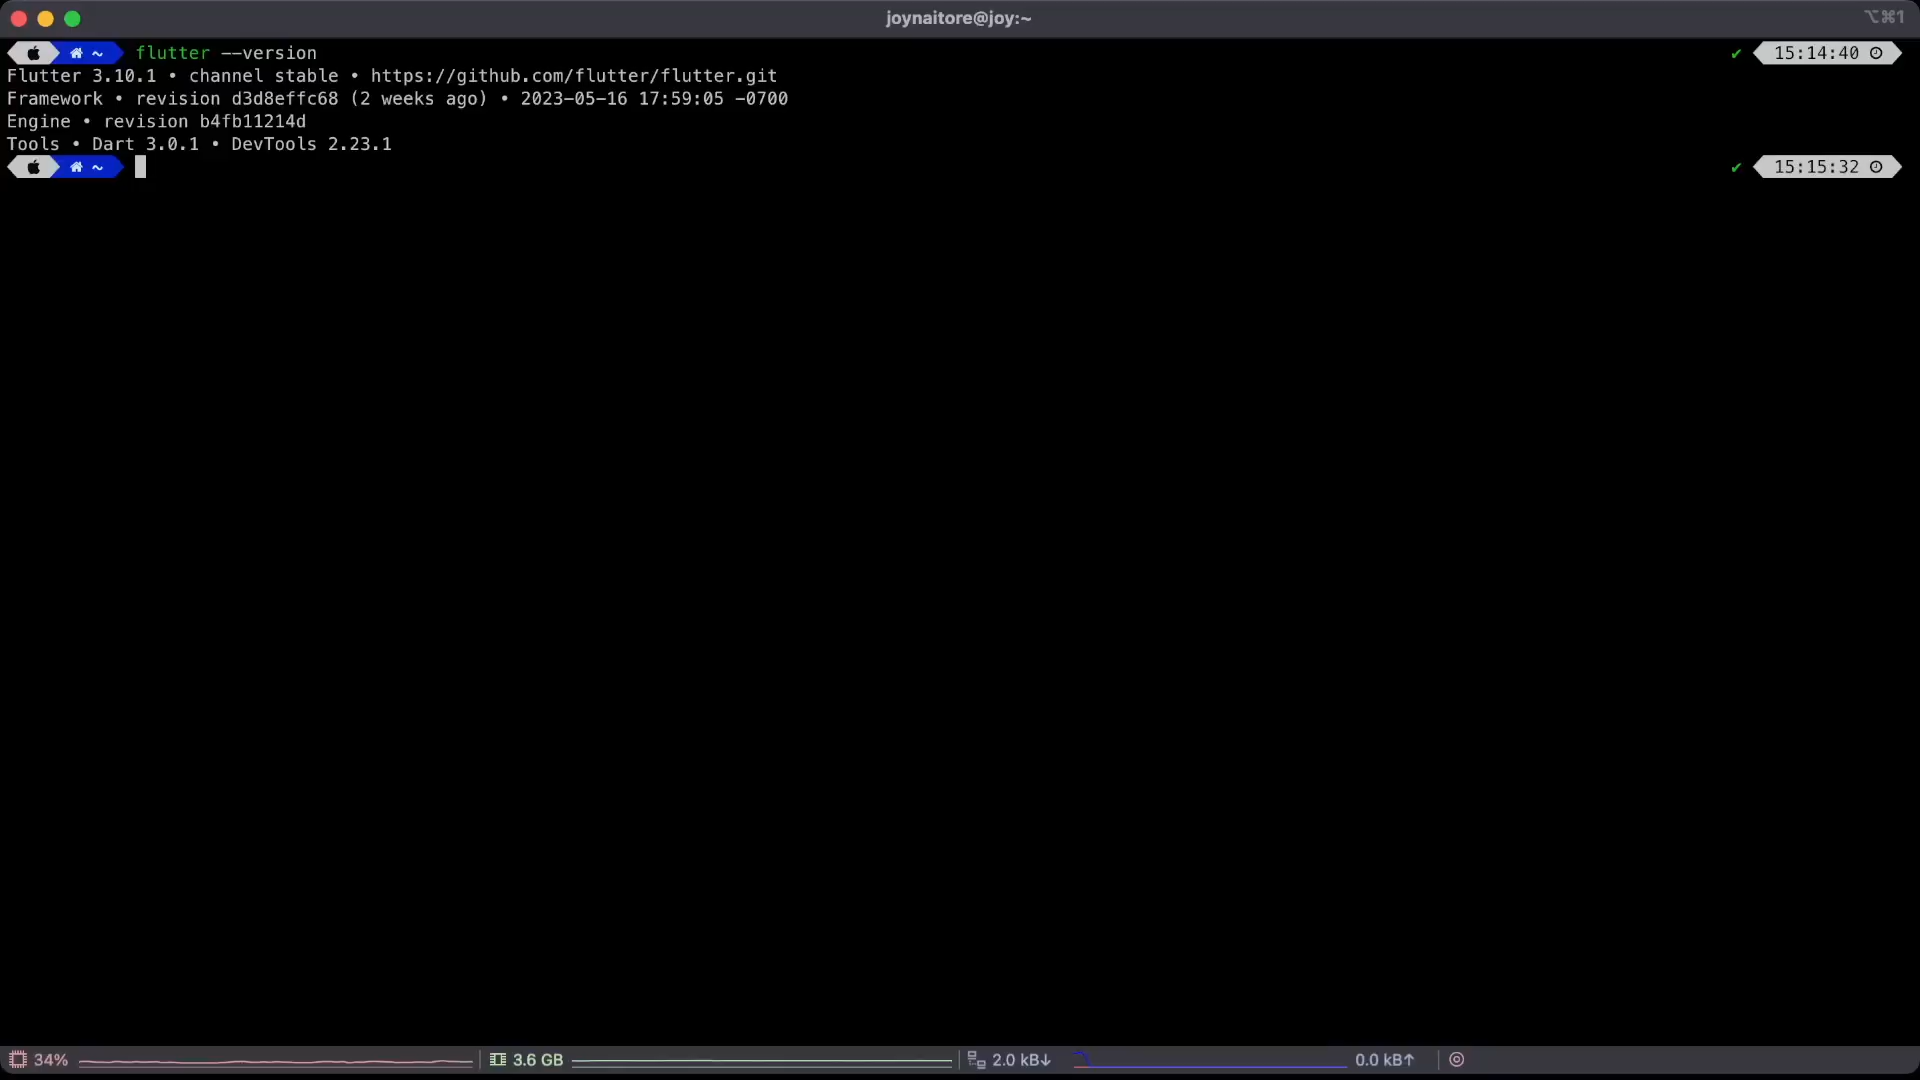 joynaitore@joy:~
⌥⌘1
~ flutter --version ✔ 15:14:40
Flutter 3.10.1 • channel stable • https://github.com/flutter/flutter.git
Framework • revision d3d8effc68 (2 weeks ago) • 2023-05-16 17:59:05 -0700
Engine • revision b4fb11214d
Tools • Dart 3.0.1 • DevTools 2.23.1
~ ✔ 15:15:32
34% 3.6 GB 2.0 kB↓ 0.0 kB↑